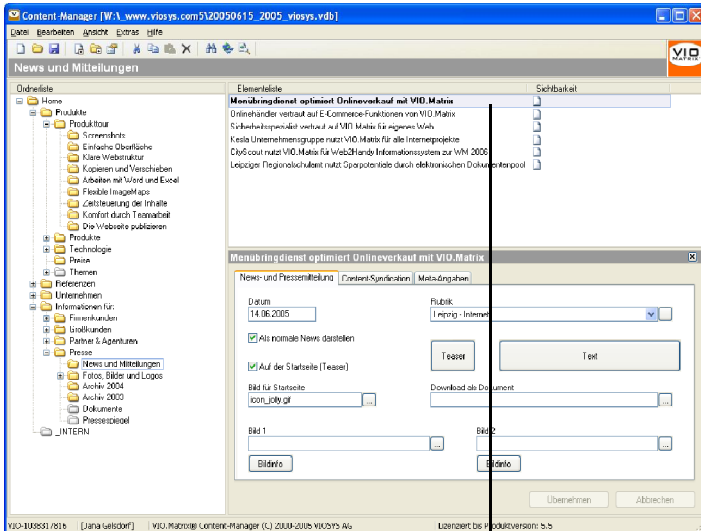 Content-Manager [W:\_www.viosys.com5\20050615_2005_viosys.vdb]
Datei Bearbeiten Ansicht Extras Hilfe
VIO
MATRIX
News und Mitteilungen
Ordnerliste
Home
Produkte
Produkttour
Screenshots
Einfache Oberfläche
Klare Webstruktur
Kopieren und Verschieben
Arbeiten mit Word und Excel
Flexible ImageMaps
Zeitsteuerung der Inhalte
Komfort durch Teamarbeit
Die Webseite publizieren
Produkte
Technologie
Preise
Themen
Referenzen
Unternehmen
Informationen für:
Firmenkunden
Großkunden
Partner & Agenturen
Presse
News und Mitteilungen
Fotos, Bilder und Logos
Archiv 2004
Archiv 2003
Dokumente
Pressespiegel
_INTERN
Elementeliste Sichtbarkeit
Menübringdienst optimiert Onlineverkauf mit VIO.Matrix
Onlinehändler vertraut auf E-Commerce-Funktionen von VIO.Matrix
Sicherheitsspezialist vertraut auf VIO.Matrix für eigenes Web
Kesla Unternehmensgruppe nutzt VIO.Matrix für alle Internetprojekte
CityScout nutzt VIO.Matrix für Web2Handy Informationssystem zur WM 2006
Leipziger Regionalschulamt nutzt Sparpotentiale durch elektronischen Dokumentenpool
Menübringdienst optimiert Onlineverkauf mit VIO.Matrix
News- und Pressemitteilung Content-Syndication Meta-Angaben
Datum Rubrik
14.06.2005 Leipzig - Internet
Als normale News darstellen
Teaser Text
Auf der Startseite (Teaser)
Bild für Startseite Download als Dokument
icon_jolly.gif ... ...
Bild 1 Bild 2
... ...
Bildinfo Bildinfo
Übernehmen Abbrechen
VIO-1038317816 [Jana Gelsdorf] VIO.Matrix® Content-Manager (C) 2000-2005 VIOSYS AG Lizenziert bis Produktversion: 5.5